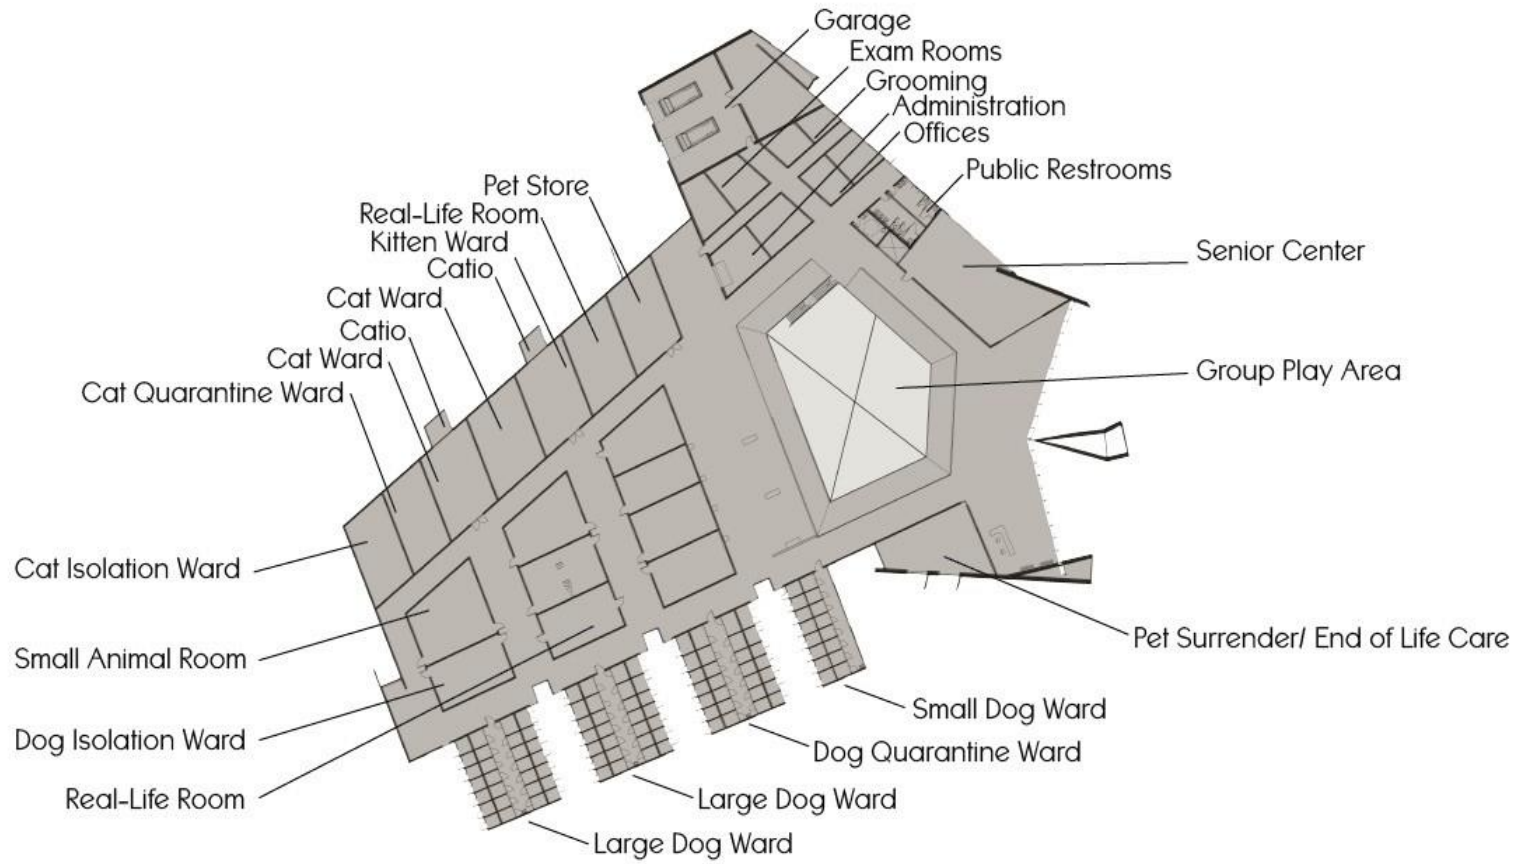 Garage
Exam Rooms
Grooming
Administration
Offices
Public Restrooms
Pet Store
Real-Life Room
Kitten Ward
Catio
Cat Ward
Catio
Cat Ward
Cat Quarantine Ward
Senior Center
Group Play Area
Cat Isolation Ward
Pet Surrender/ End of Life Care
Small Animal Room
Small Dog Ward
Dog Isolation Ward
Dog Quarantine Ward
Real-Life Room
Large Dog Ward
Large Dog Ward